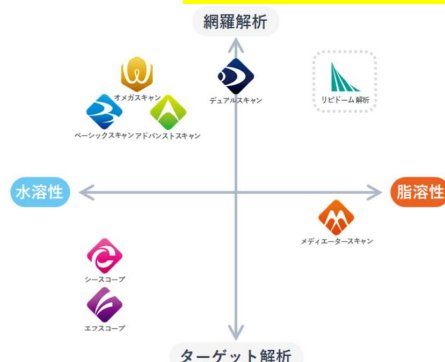 網羅解析
オメガスキャン
デュアルスキャン
リピドーム解析
ベーシックスキャン
アドバンストスキャン
水溶性
脂溶性
メディエータースキャン
シースコープ
エフスコープ
ターゲット解析